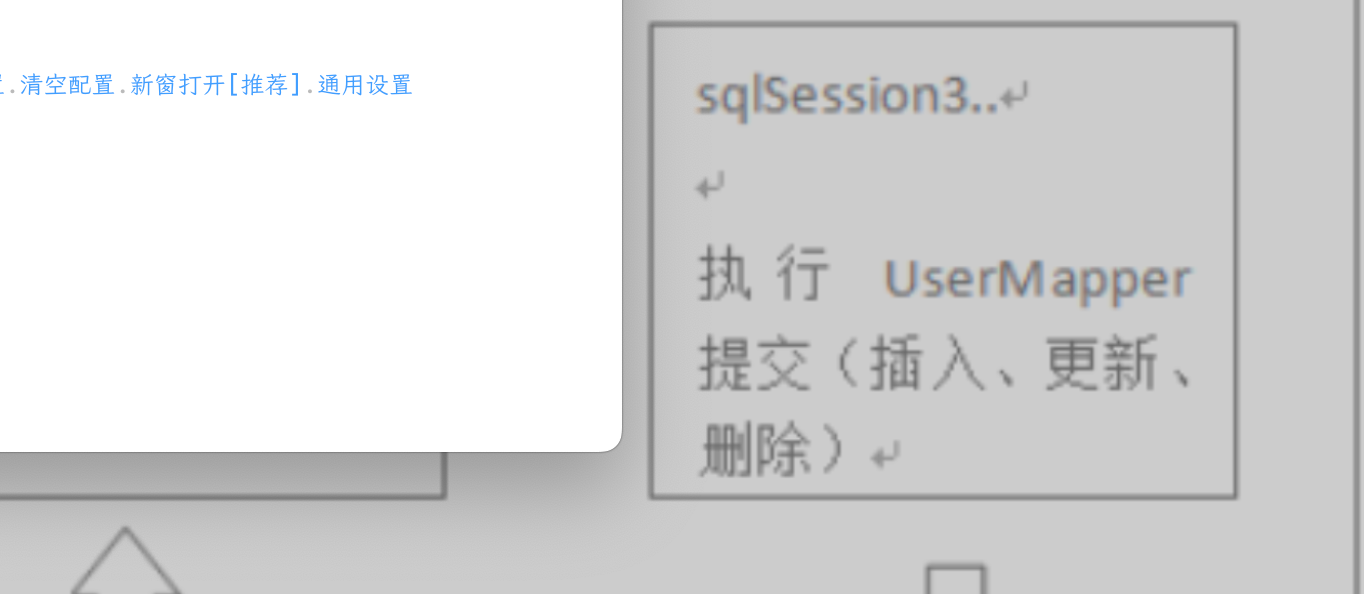 .清空配置.新窗打开[推荐].通用设置
sqlSession3..↵
↵
执 行 UserMapper
提交（插入、更新、
删除）↵